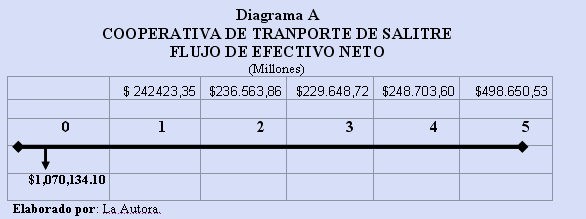 Diagrama A
COOPERATIVA DE TRANPORTE DE SALITRE
FLUJO DE EFECTIVO NETO
(Millones)
$ 242423,35 $236.563,86 $229.648,72 $248.703,60 $498.650,53
0 1 2 3 4 5
$1,070,134.10
Elaborado por: La Autora.